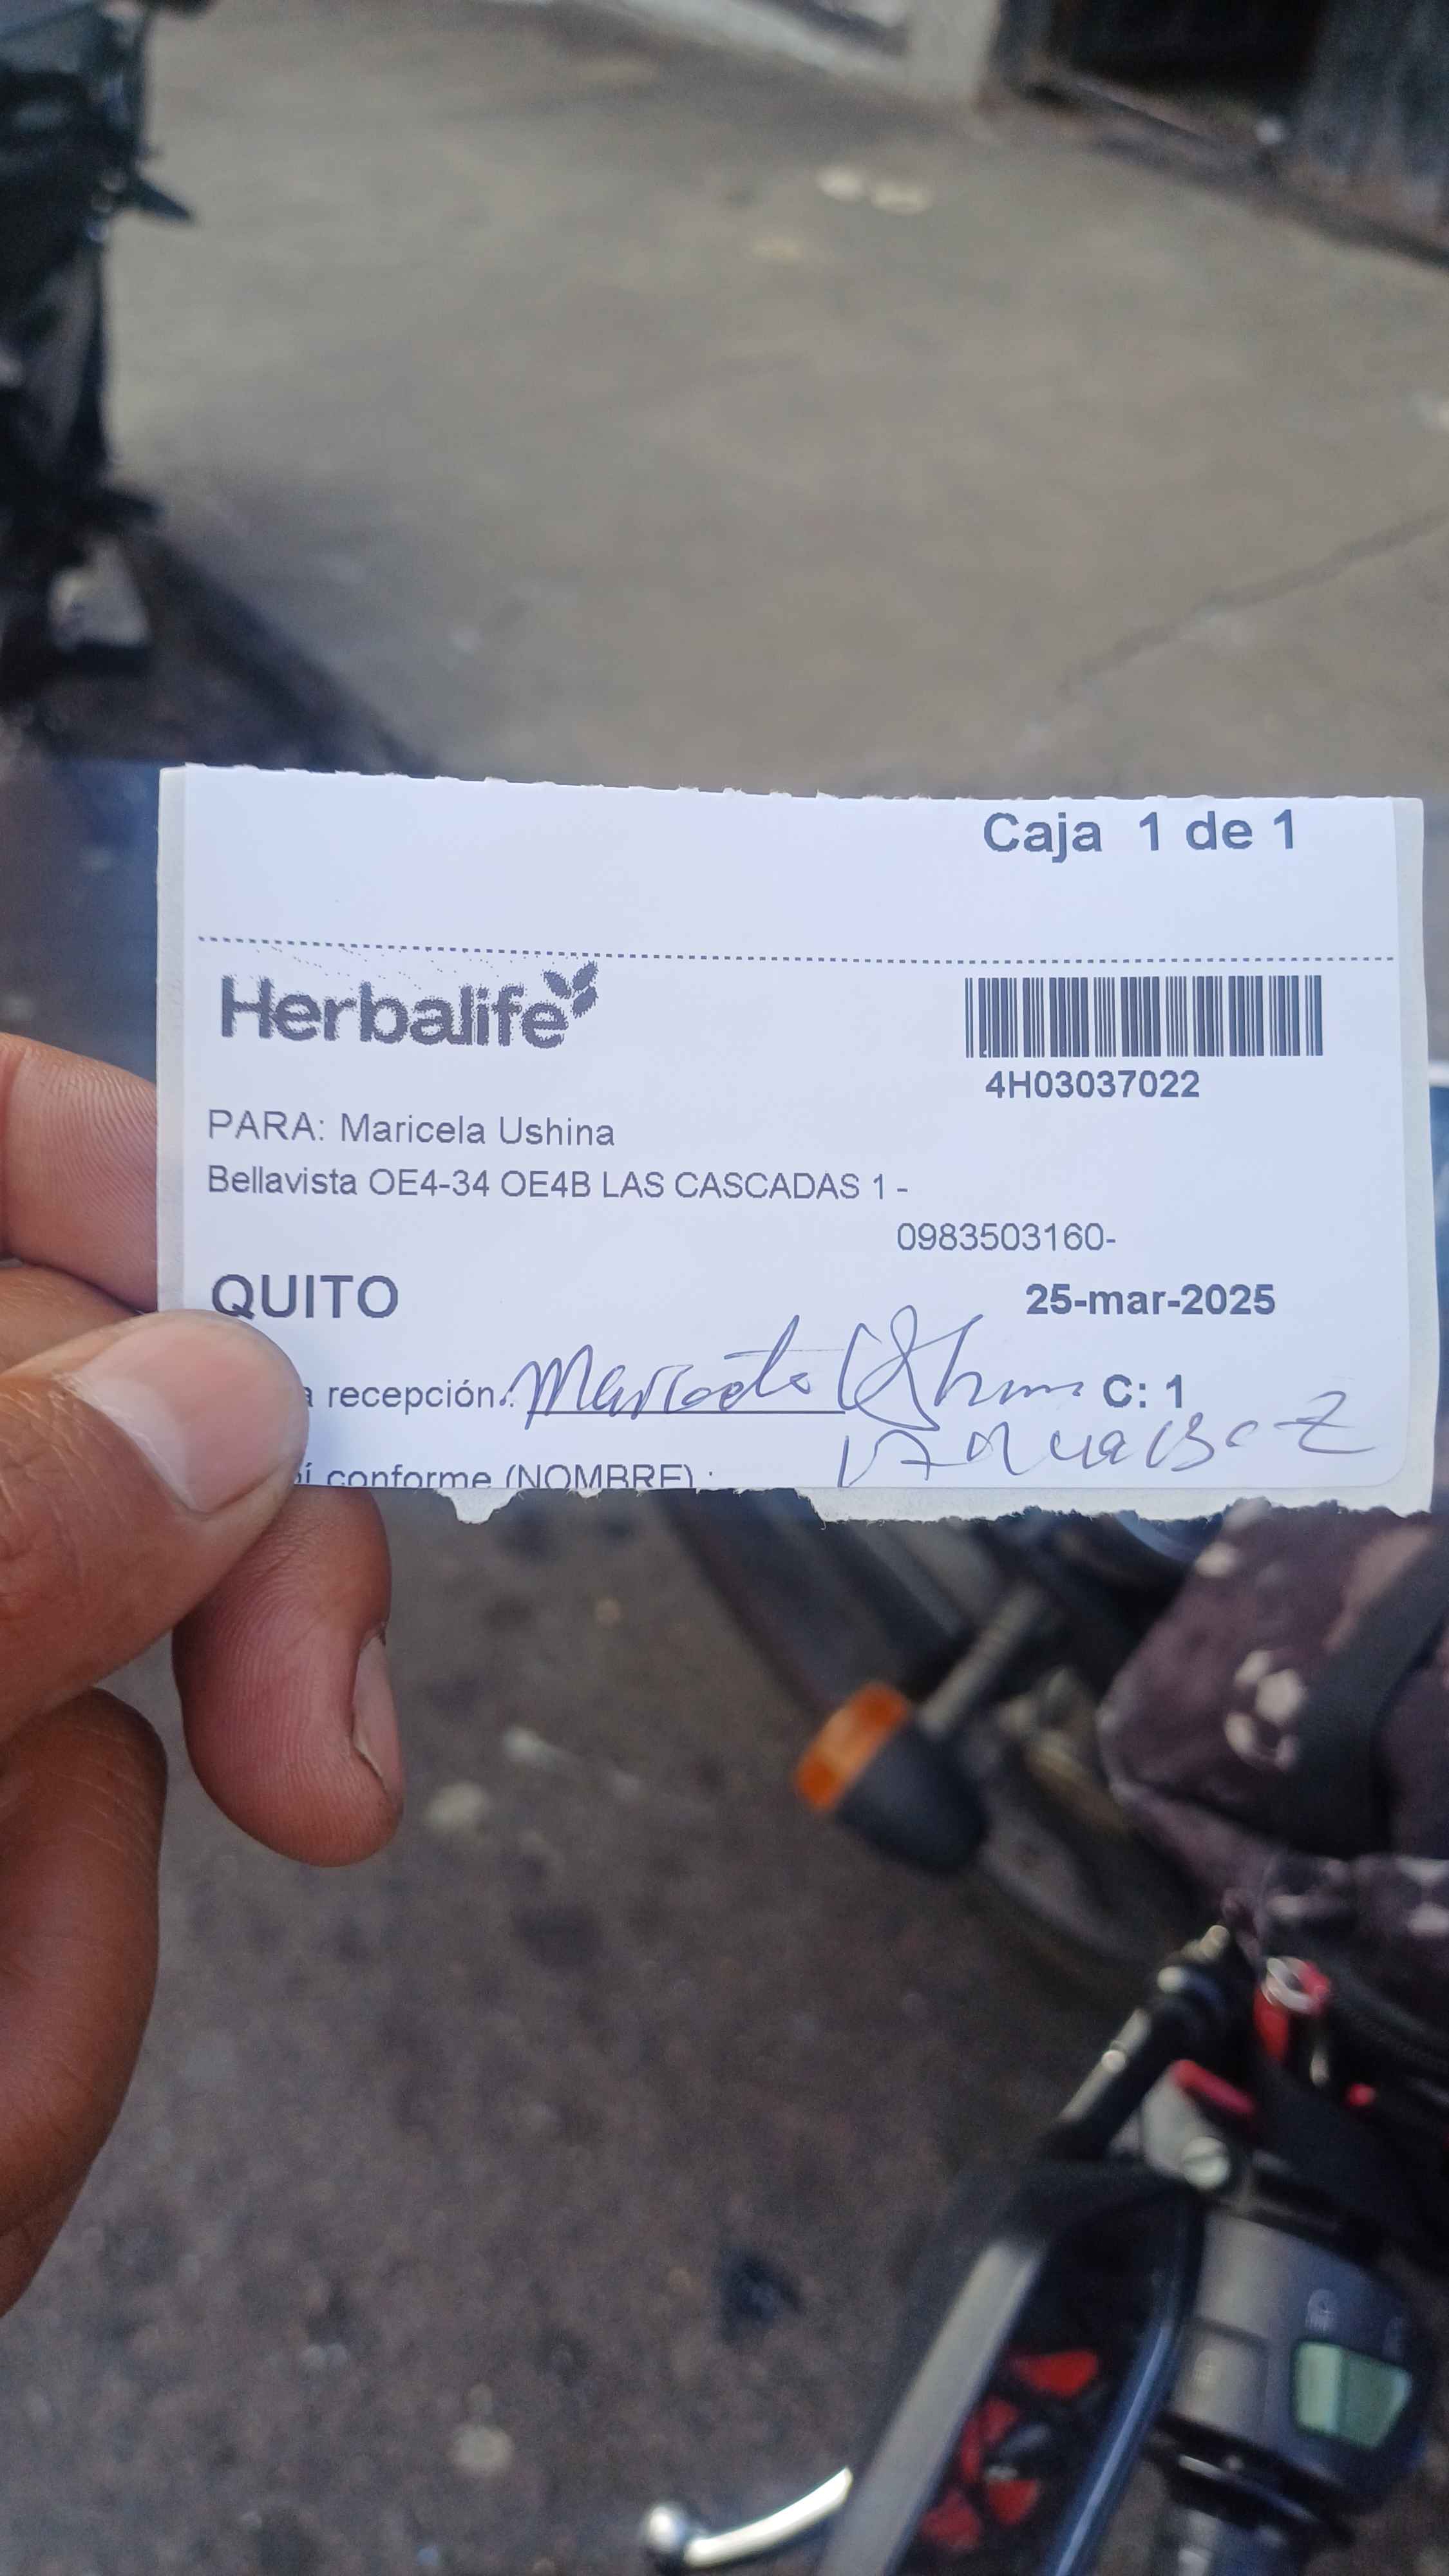 Caja 1 de 1
Herbalife
4H03037022
PARA: Maricela Ushina
Bellavista OE4-34 OE4B LAS CASCADAS 1 -
0983503160-
QUITO
25-mar-2025
recepción.: C: 1
conforme (NOMBRE) :